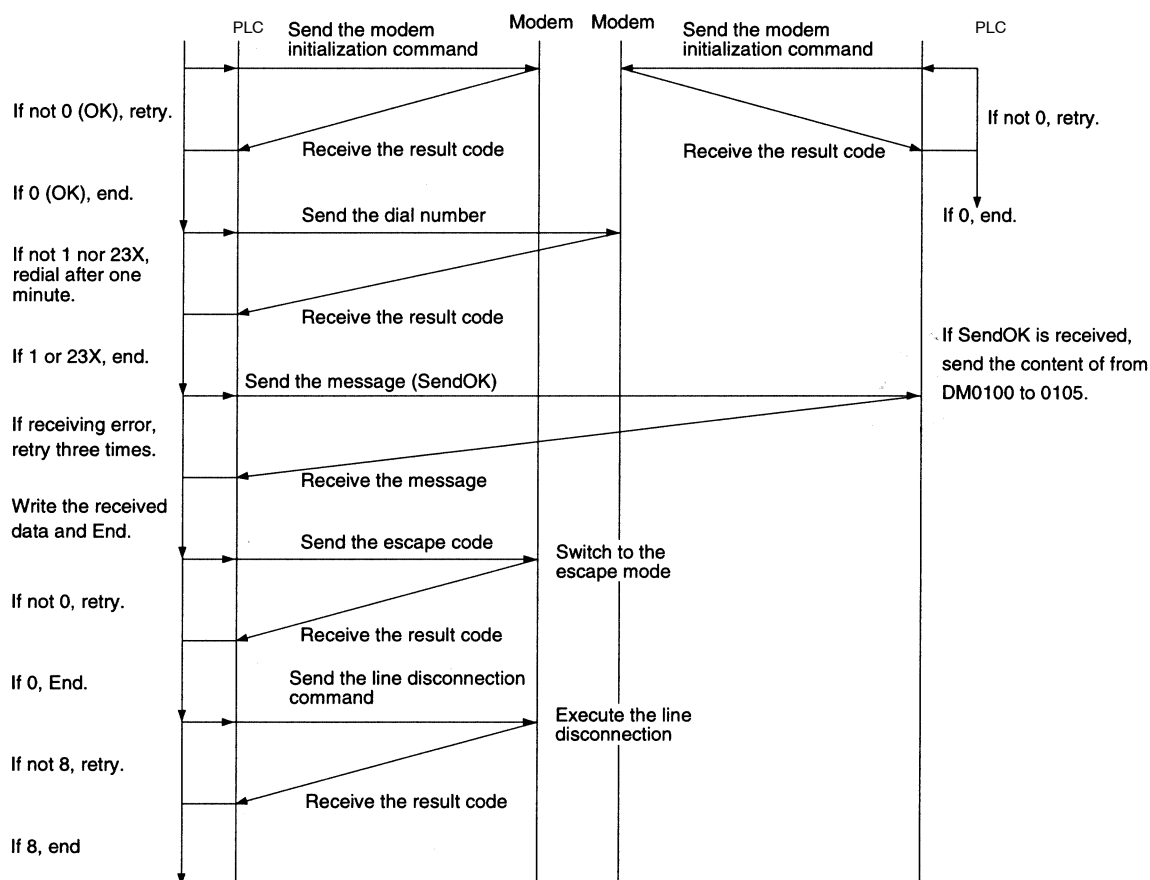 PLC
Send the modem
initialization command
Modem
Modem
Send the modem
initialization command
PLC
If not 0 (OK), retry.
If not 0, retry.
Receive the result code
Receive the result code
If 0 (OK), end.
Send the dial number
If 0, end.
If not 1 nor 23X,
redial after one
minute.
Receive the result code
If SendOK is received,
send the content of from
DM0100 to 0105.
If 1 or 23X, end.
Send the message (SendOK)
If receiving error,
retry three times.
Receive the message
Write the received
data and End.
Send the escape code
Switch to the
escape mode
If not 0, retry.
Receive the result code
If 0, End.
Send the line disconnection
command
Execute the line
disconnection
If not 8, retry.
Receive the result code
If 8, end